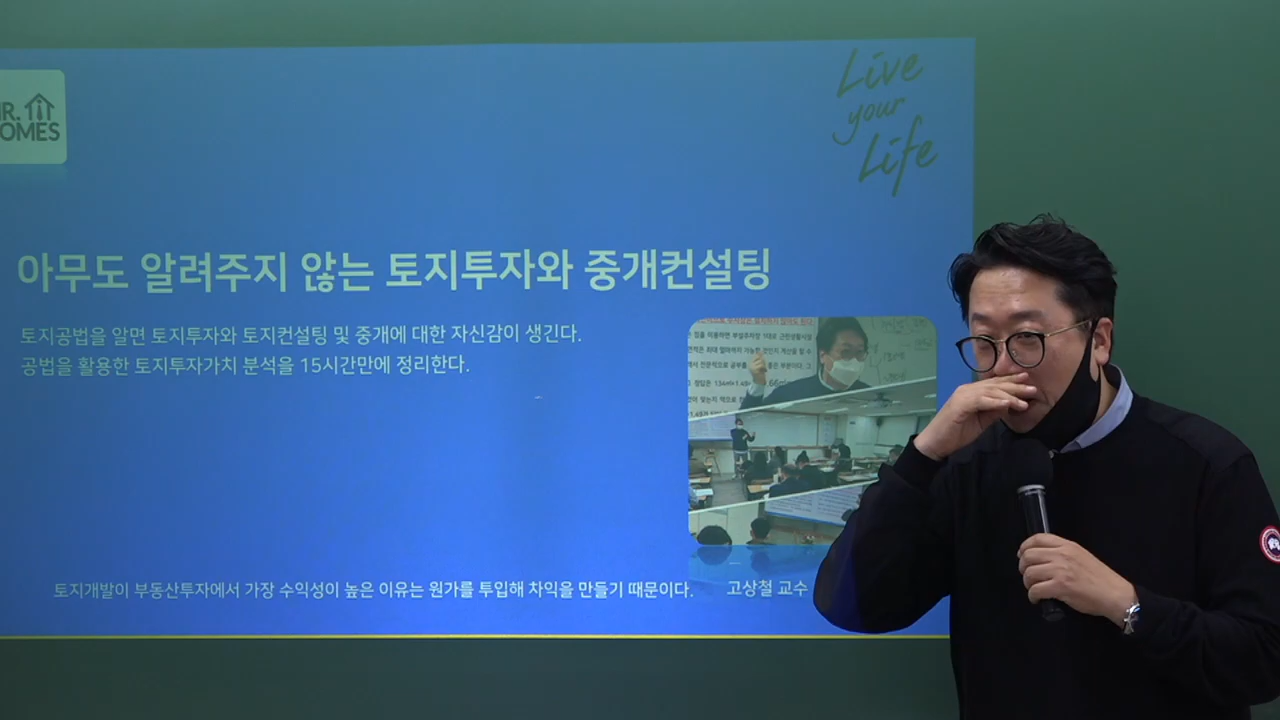 R.
OMES
Live
your
Life
아무도 알려주지 않는 토지투자와 중개컨설팅
토지공법을 알면 토지투자와 토지컨설팅 및 중개에 대한 자신감이 생긴다.
공법을 활용한 토지투자가치 분석을 15시간만에 정리한다.
토지개발이 부동산투자에서 가장 수익성이 높은 이유는 원가를 투입해 차익을 만들기 때문이다.
고상철 교수